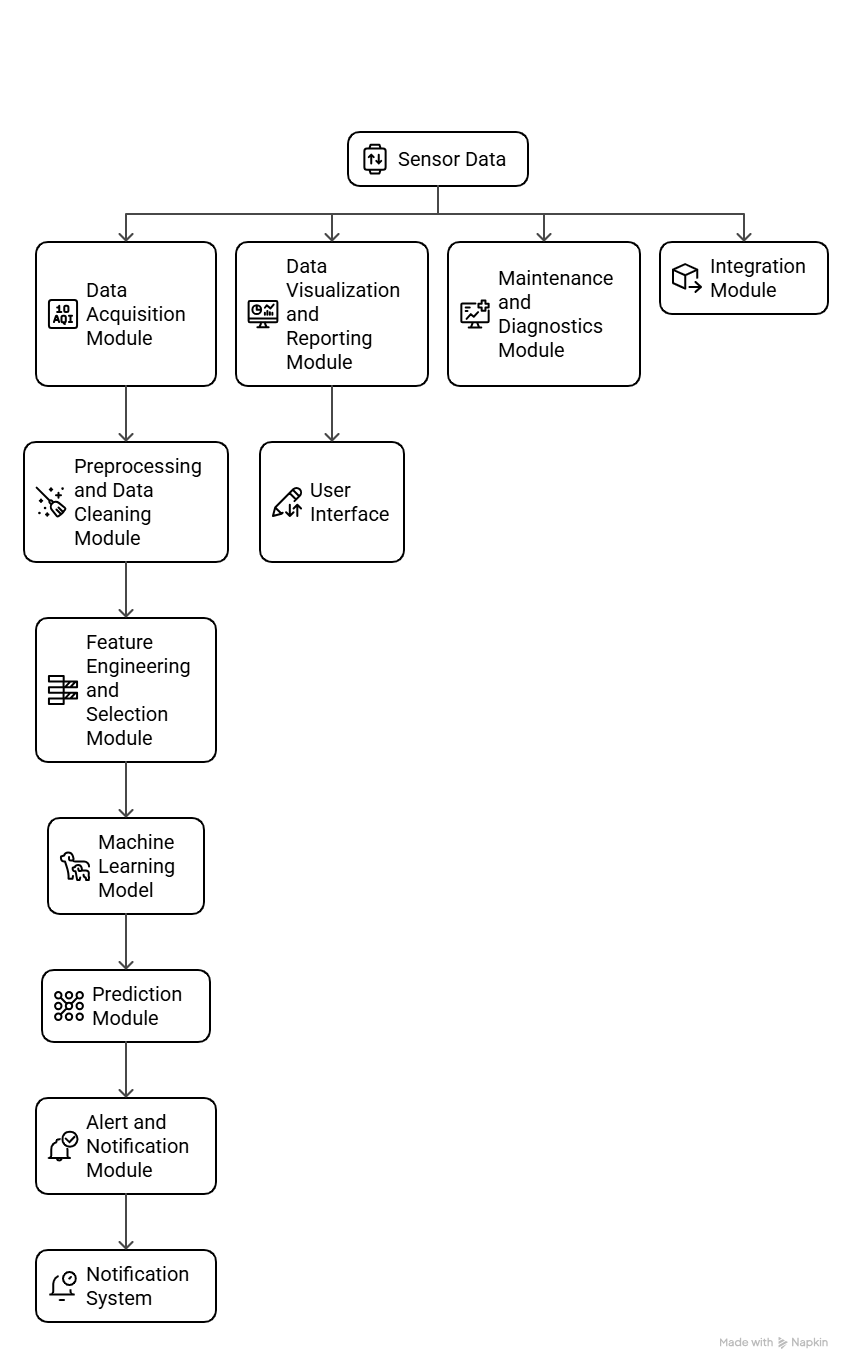 Sensor Data
Data
Acquisition
Module
10
AQI
Data
Visualization
and
Reporting
Module
Maintenance
and
Diagnostics
Module
Integration
Module
Preprocessing
and Data
Cleaning
Module
User
Interface
Feature
Engineering
and
Selection
Module
Machine
Learning
Model
Prediction
Module
Alert and
Notification
Module
Notification
System
Made with Napkin